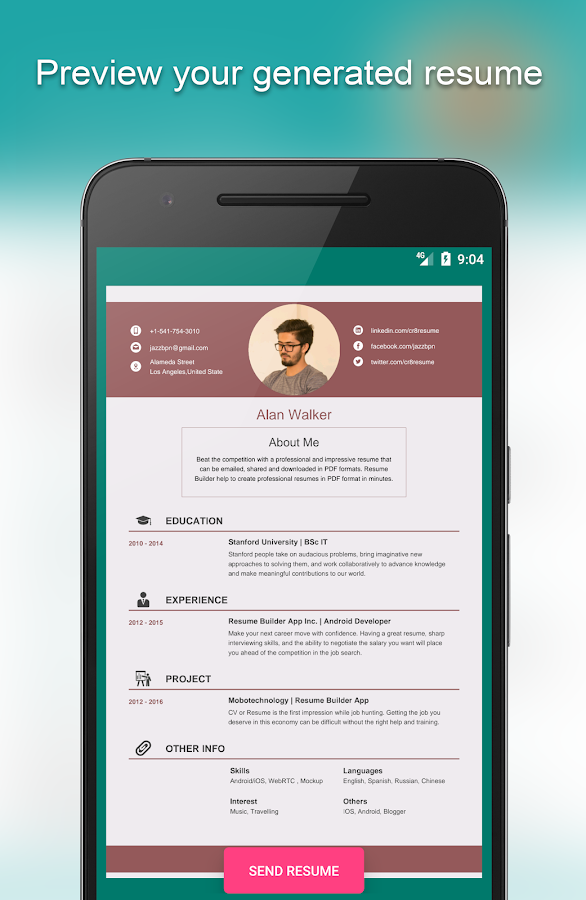 Preview your generated resume
4G 9:04
+1-541-754-3010
jazzbpn@gmail.com
Alameda Street
Los Angeles,United State
linkedin.com/cr8resume
facebook.com/jazzbpn
twitter.com/cr8resume
Alan Walker
About Me
Beat the competition with a professional and impressive resume that
can be emailed, shared and downloaded in PDF formats. Resume
Builder help to create professional resumes in PDF format in minutes.
EDUCATION
2010 - 2014
Stanford University | BSc IT
Stanford people take on audacious problems, bring imaginative new
approaches to solving them, and work collaboratively to advance knowledge
and make meaningful contributions to our world.
EXPERIENCE
2012 - 2015
Resume Builder App Inc. | Android Developer
Make your next career move with confidence. Having a great resume, sharp
interviewing skills, and the ability to negotiate the salary you want will place
you ahead of the competition in the job search.
PROJECT
2012 - 2016
Mobotechnology | Resume Builder App
CV or Resume is the first impression while job hunting. Getting the job you
deserve in this economy can be difficult without the right help and training.
OTHER INFO
Skills
Android/iOS, WebRTC , Mockup
Languages
English, Spanish, Russian, Chinese
Interest
Music, Travelling
Others
iOS, Android, Blogger
SEND RESUME